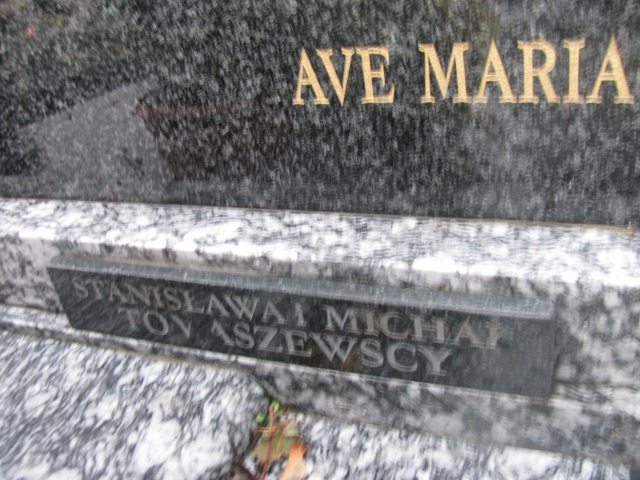 AVE MARIA
STANISŁAWA I MICHAŁ
TOMASZEWSCY